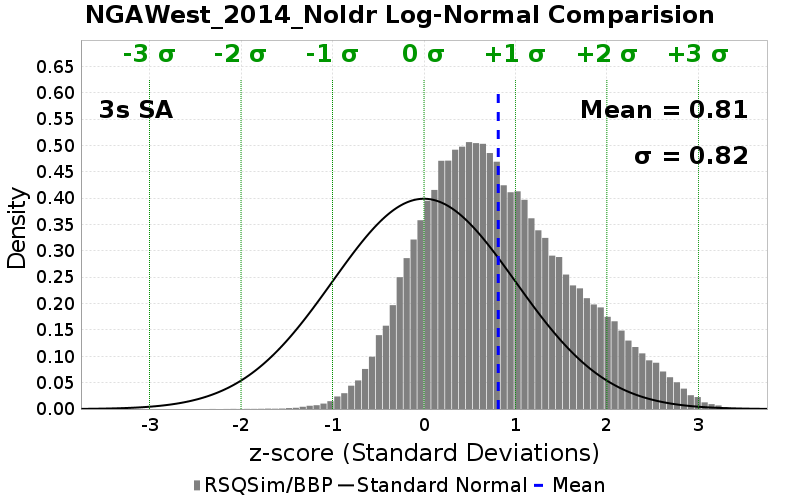 NGAWest_2014_NoIdr Log-Normal Comparision
-3 σ -2 σ -1 σ 0 σ +1 σ +2 σ +3 σ
3s SA
Mean = 0.81
σ = 0.82
Density
0.65
0.60
0.55
0.50
0.45
0.40
0.35
0.30
0.25
0.20
0.15
0.10
0.05
0.00
-3 -2 -1 0 1 2 3
z-score (Standard Deviations)
RSQSim/BBP Standard Normal Mean